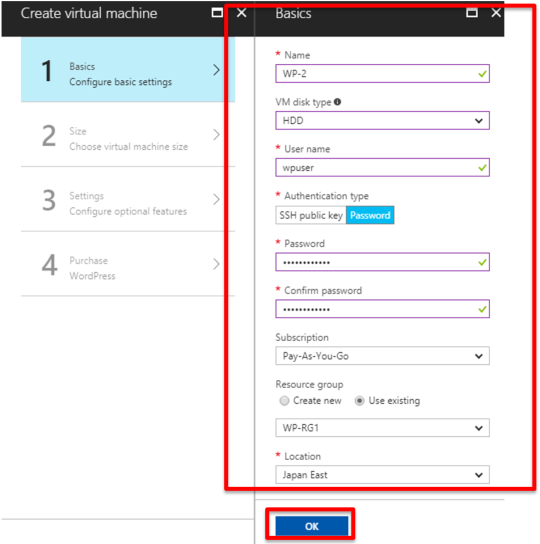 Create virtual machine
1
Basics
Configure basic settings
2
Size
Choose virtual machine size
3
Settings
Configure optional features
4
Purchase
WordPress
Basics
* Name
WP-2
VM disk type
HDD
* User name
wpuser
* Authentication type
SSH public key Password
* Password
••••••••••••
* Confirm password
••••••••••••
Subscription
Pay-As-You-Go
Resource group
Create new Use existing
WP-RG1
* Location
Japan East
OK